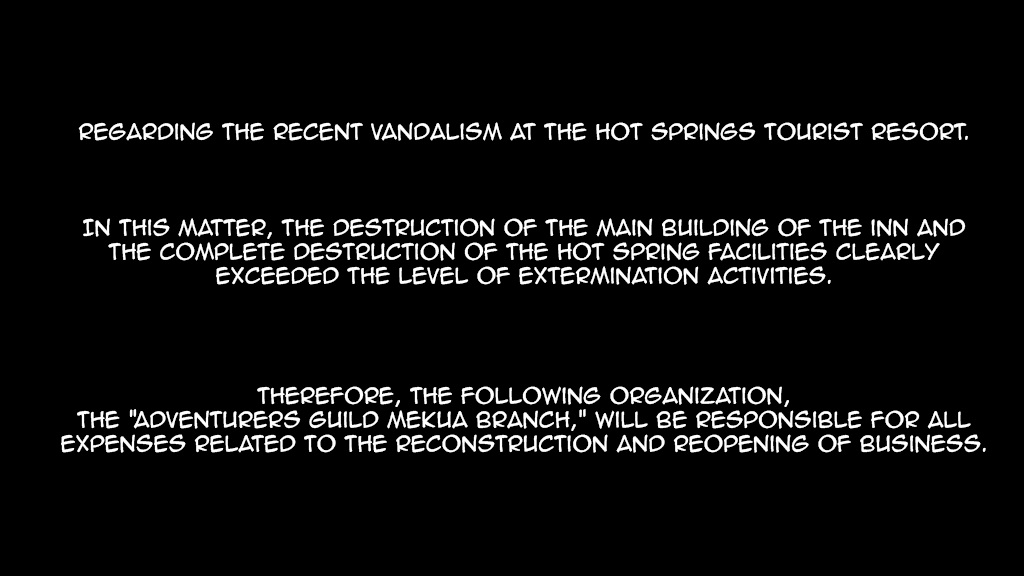 REGARDING THE RECENT VANDALISM AT THE HOT SPRINGS TOURIST RESORT.
IN THIS MATTER, THE DESTRUCTION OF THE MAIN BUILDING OF THE INN AND
THE COMPLETE DESTRUCTION OF THE HOT SPRING FACILITIES CLEARLY
EXCEEDED THE LEVEL OF EXTERMINATION ACTIVITIES.
THEREFORE, THE FOLLOWING ORGANIZATION,
THE "ADVENTURERS GUILD MEKUA BRANCH," WILL BE RESPONSIBLE FOR ALL
EXPENSES RELATED TO THE RECONSTRUCTION AND REOPENING OF BUSINESS.